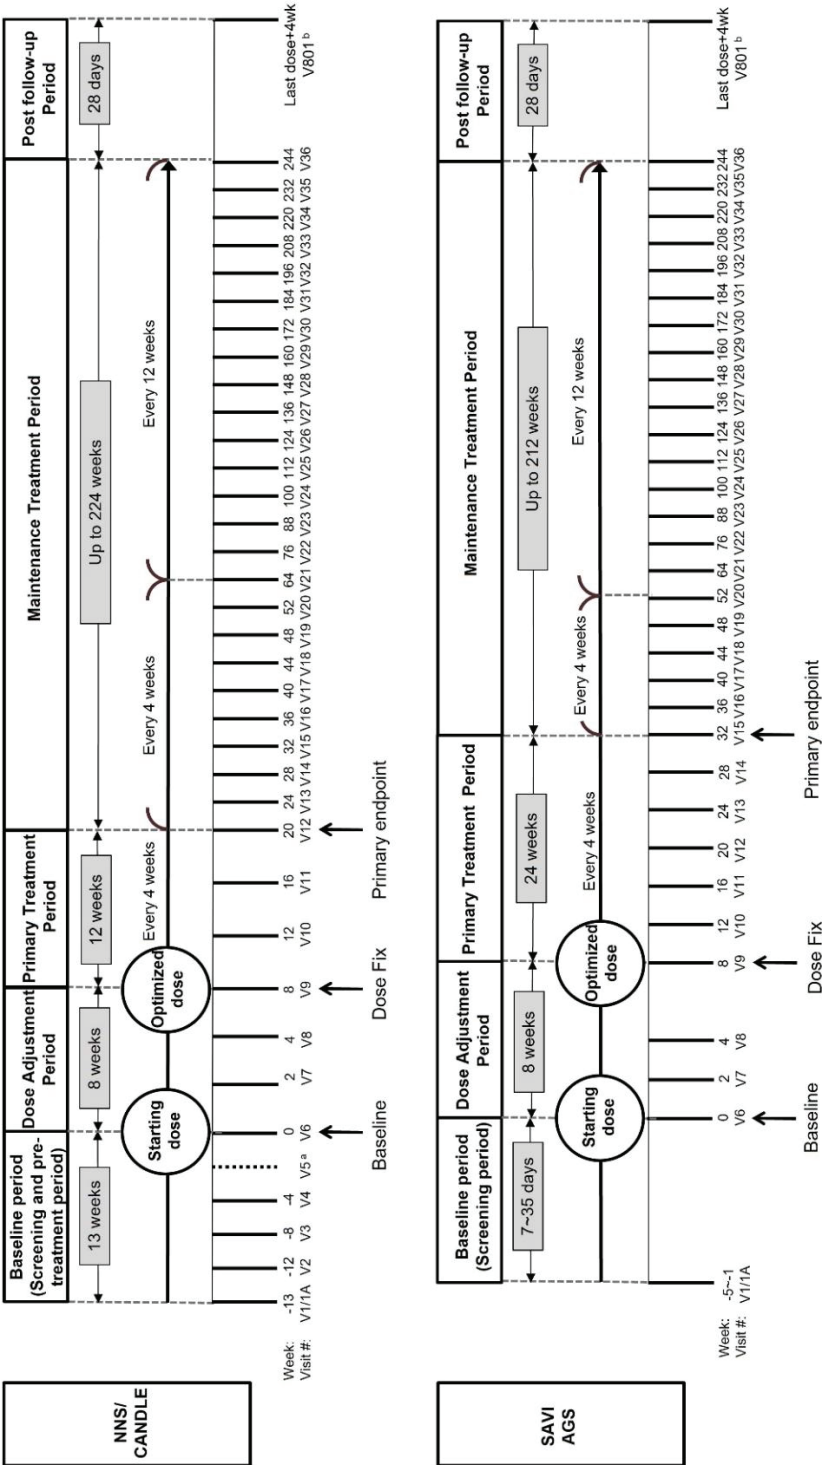 NNS/
CANDLE
Baseline period
(Screening and pre-
treatment period)
Dose Adjustment
Period
Primary Treatment
Period
Maintenance Treatment Period
Post follow-up
Period
13 weeks
8 weeks
12 weeks
Up to 224 weeks
28 days
Starting
dose
Optimized
dose
Every 4 weeks
Every 4 weeks
Every 12 weeks
Week: -13 -12 -8 -4 0 2 4 8 12 16 20 24 28 32 36 40 44 48 52 64 76 88 100 112 124 136 148 160 172 184 196 208 220 232 244 Last dose+4wk
Visit #: V1/1A V2 V3 V4 V5ᵃ V6 V7 V8 V9 V10 V11 V12 V13 V14 V15 V16 V17 V18 V19 V20 V21 V22 V23 V24 V25 V26 V27 V28 V29 V30 V31 V32 V33 V34 V35 V36 V801ᵇ
Baseline
Dose Fix
Primary endpoint
SAVI
AGS
Baseline period
(Screening period)
Dose Adjustment
Period
Primary Treatment Period
Maintenance Treatment Period
Post follow-up
Period
7~35 days
8 weeks
24 weeks
Up to 212 weeks
28 days
Starting
dose
Optimized
dose
Every 4 weeks
Every 4 weeks
Every 12 weeks
Week: -5~-1 0 2 4 8 12 16 20 24 28 32 36 40 44 48 52 64 76 88 100 112 124 136 148 160 172 184 196 208 220 232 244 Last dose+4wk
Visit #: V1/1A V6 V7 V8 V9 V10 V11 V12 V13 V14 V15 V16 V17 V18 V19 V20 V21 V22 V23 V24 V25 V26 V27 V28 V29 V30 V31 V32 V33 V34 V35 V36 V801ᵇ
Baseline
Dose Fix
Primary endpoint